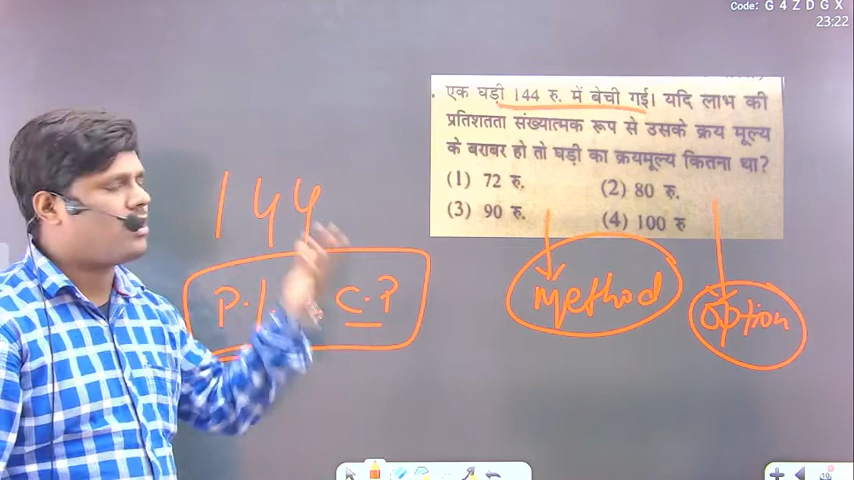 Code: G 4 Z D G X
23:22
एक घड़ी 144 रु. में बेची गई। यदि लाभ की
प्रतिशतता संख्यात्मक रूप से उसके क्रय मूल्य
के बराबर हो तो घड़ी का क्रयमूल्य कितना था?
(1) 72 रु. (2) 80 रु.
(3) 90 रु. (4) 100 रु
144
C.P
method
option